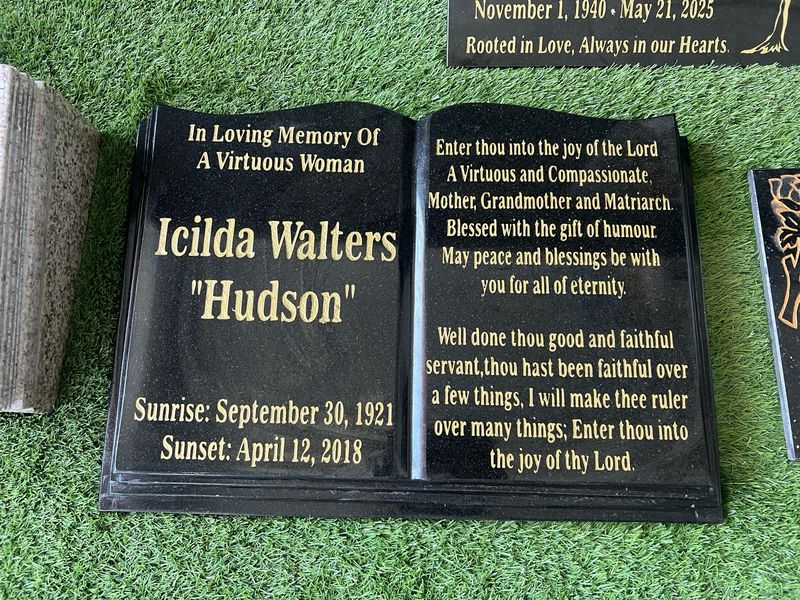 November 1, 1940 · May 21, 2025
Rooted in Love, Always in our Hearts.
In Loving Memory Of
A Virtuous Woman
Icilda Walters
"Hudson"
Sunrise: September 30, 1921
Sunset: April 12, 2018
Enter thou into the joy of the Lord
A Virtuous and Compassionate,
Mother, Grandmother and Matriarch.
Blessed with the gift of humour.
May peace and blessings be with
you for all of eternity.
Well done thou good and faithful
servant,thou hast been faithful over
a few things, I will make thee ruler
over many things; Enter thou into
the joy of thy Lord.